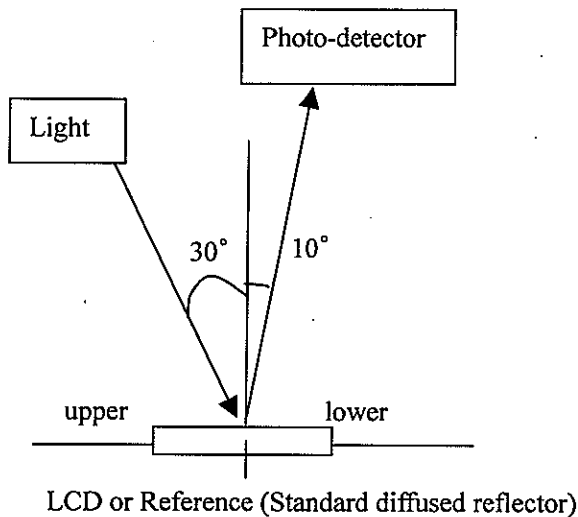 Photo-detector
Light
30°
10°
upper
lower
LCD or Reference (Standard diffused reflector)